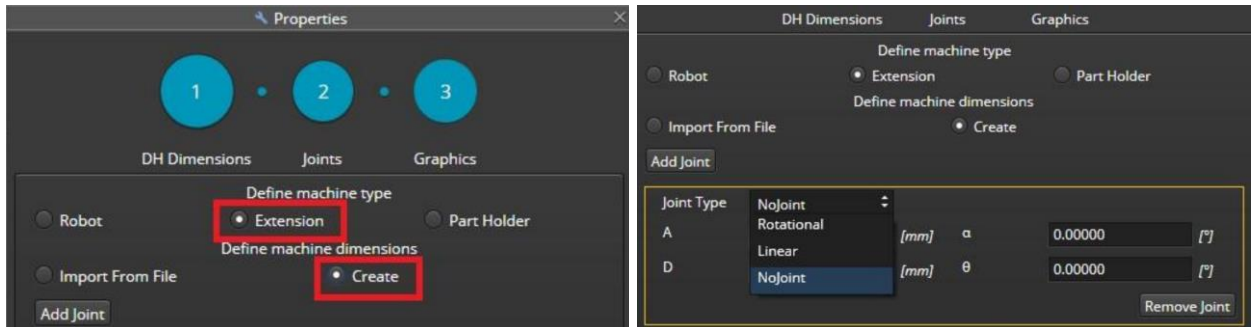 Properties
1
2
3
DH Dimensions Joints Graphics
Define machine type
Robot Extension Part Holder
Define machine dimensions
Import From File Create
Add Joint
DH Dimensions Joints Graphics
Define machine type
Robot Extension Part Holder
Define machine dimensions
Import From File Create
Add Joint
Joint Type NoJoint
Rotational
Linear
NoJoint
A [mm] α 0.00000 [°]
D [mm] θ 0.00000 [°]
Remove Joint